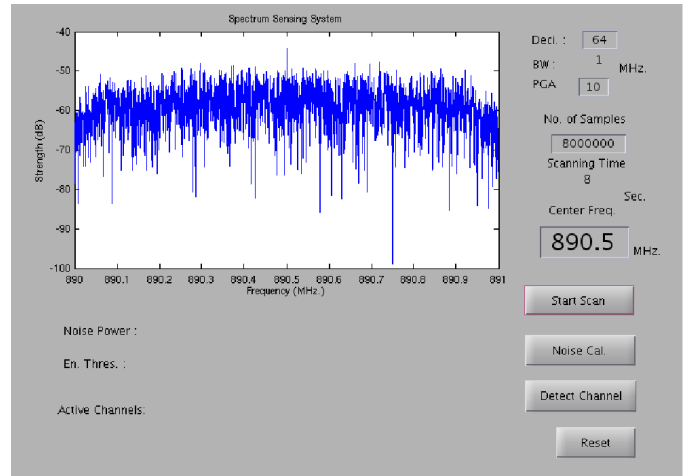 Spectrum Sensing System
-40
-50
-60
-70
-80
-90
-100
Strength (dB)
890 890.1 890.2 890.3 890.4 890.5 890.6 890.7 890.8 890.9 891
Frequency (MHz.)
Deci. : 64
BW : 1 MHz.
PGA 10
No. of Samples
8000000
Scanning Time
8
Sec.
Center Freq.
890.5 MHz.
Start Scan
Noise Cal.
Detect Channel
Reset
Noise Power :
En. Thres. :
Active Channels: